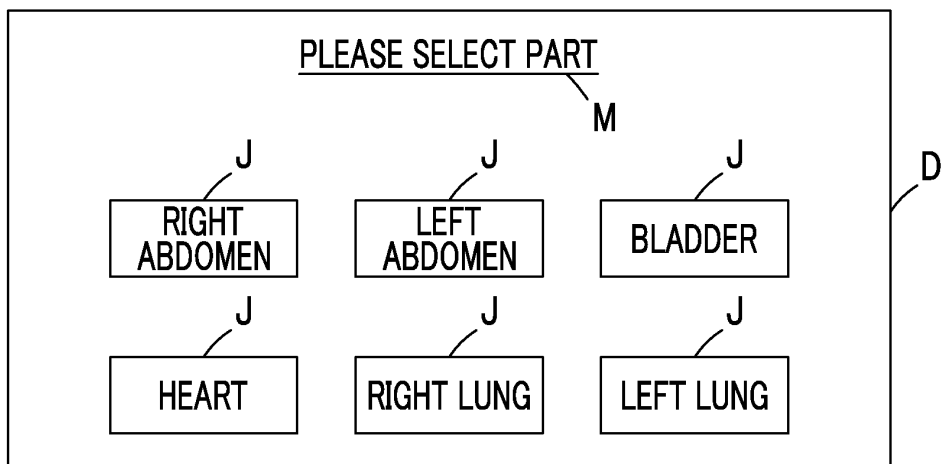 PLEASE SELECT PART
M
J J J
D
RIGHT ABDOMEN
LEFT ABDOMEN
BLADDER
J J J
HEART
RIGHT LUNG
LEFT LUNG